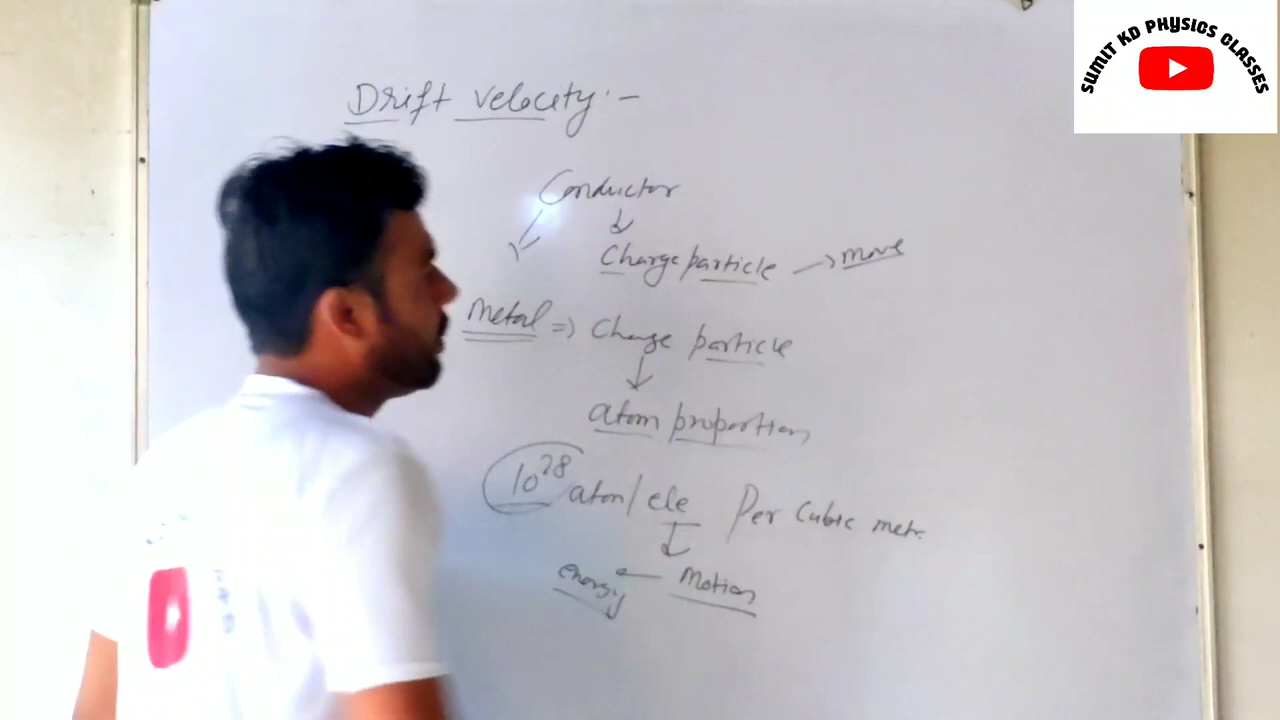 SUMIT KD PHYSICS CLASSES
Drift velocity:-
Conductor
Charge particle → move
Metal => Charge particle
atom proportion
10^28 atom/ele Per Cubic metr.
energy ← Motion